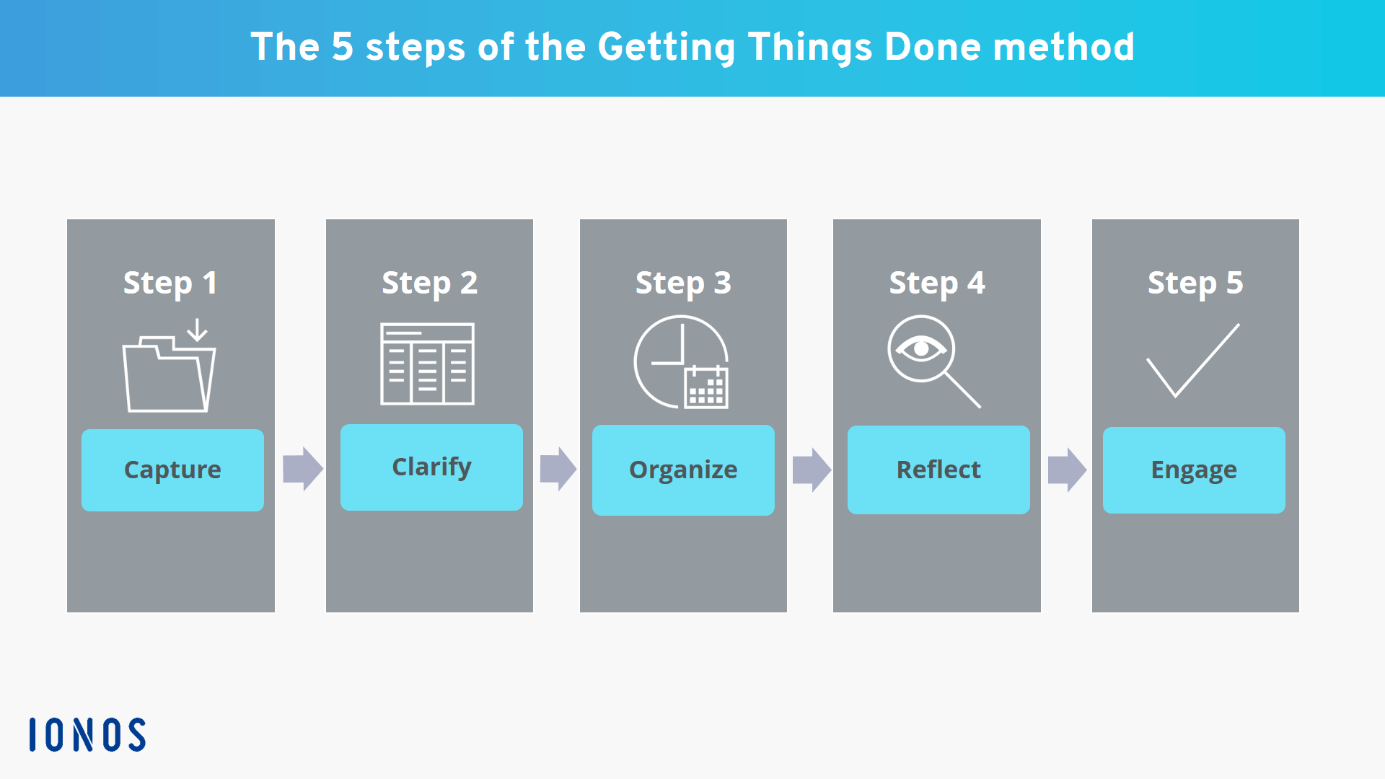 The 5 steps of the Getting Things Done method
Step 1
Capture
Step 2
Clarify
Step 3
Organize
Step 4
Reflect
Step 5
Engage
IONOS